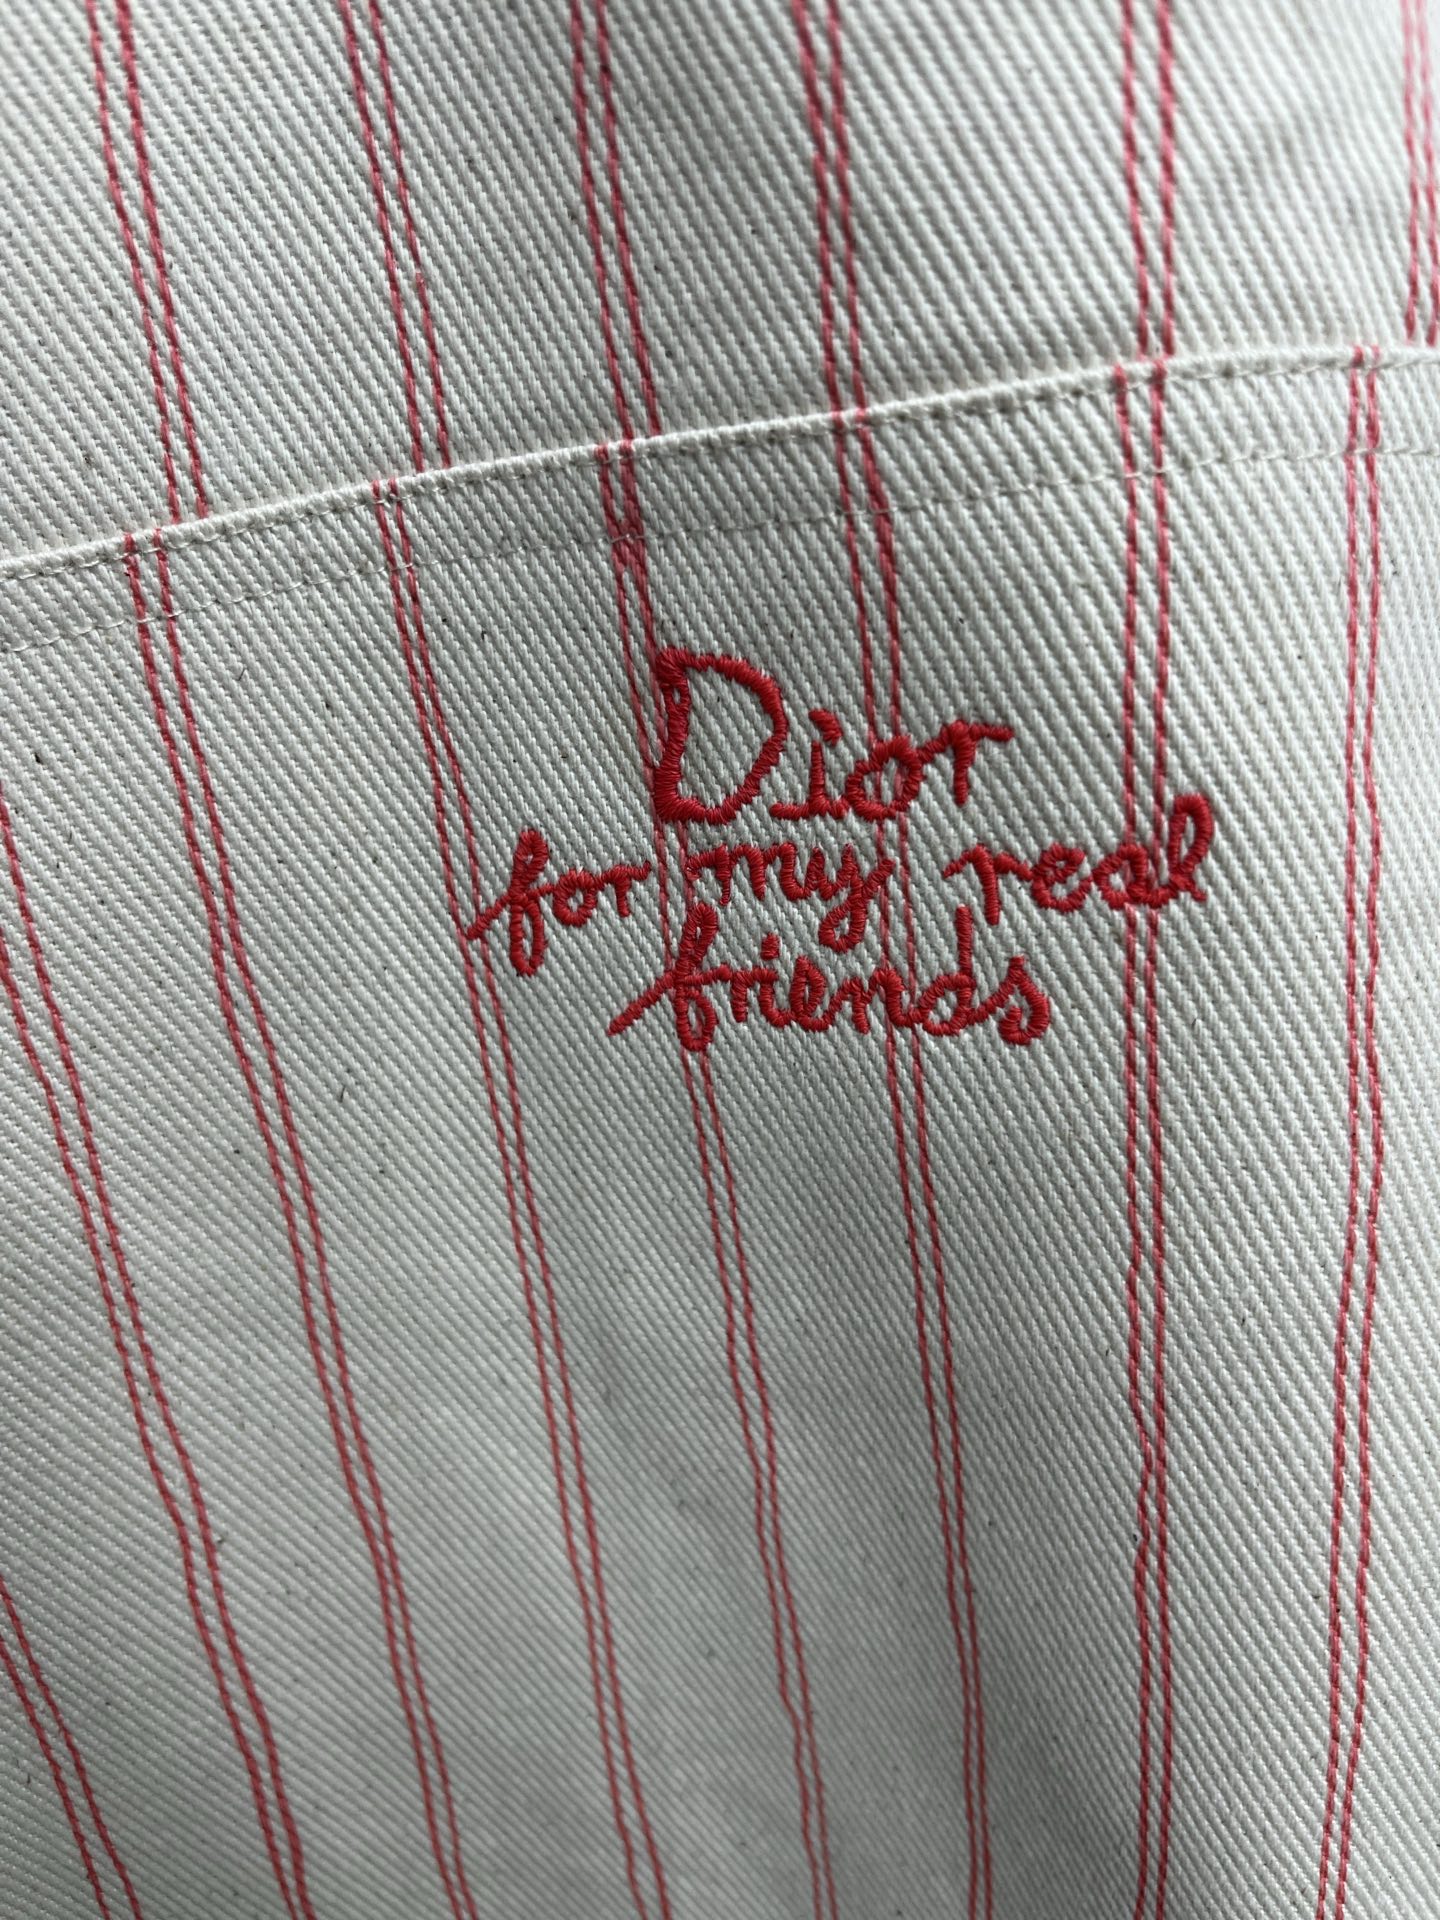 Dior
for my real
friends